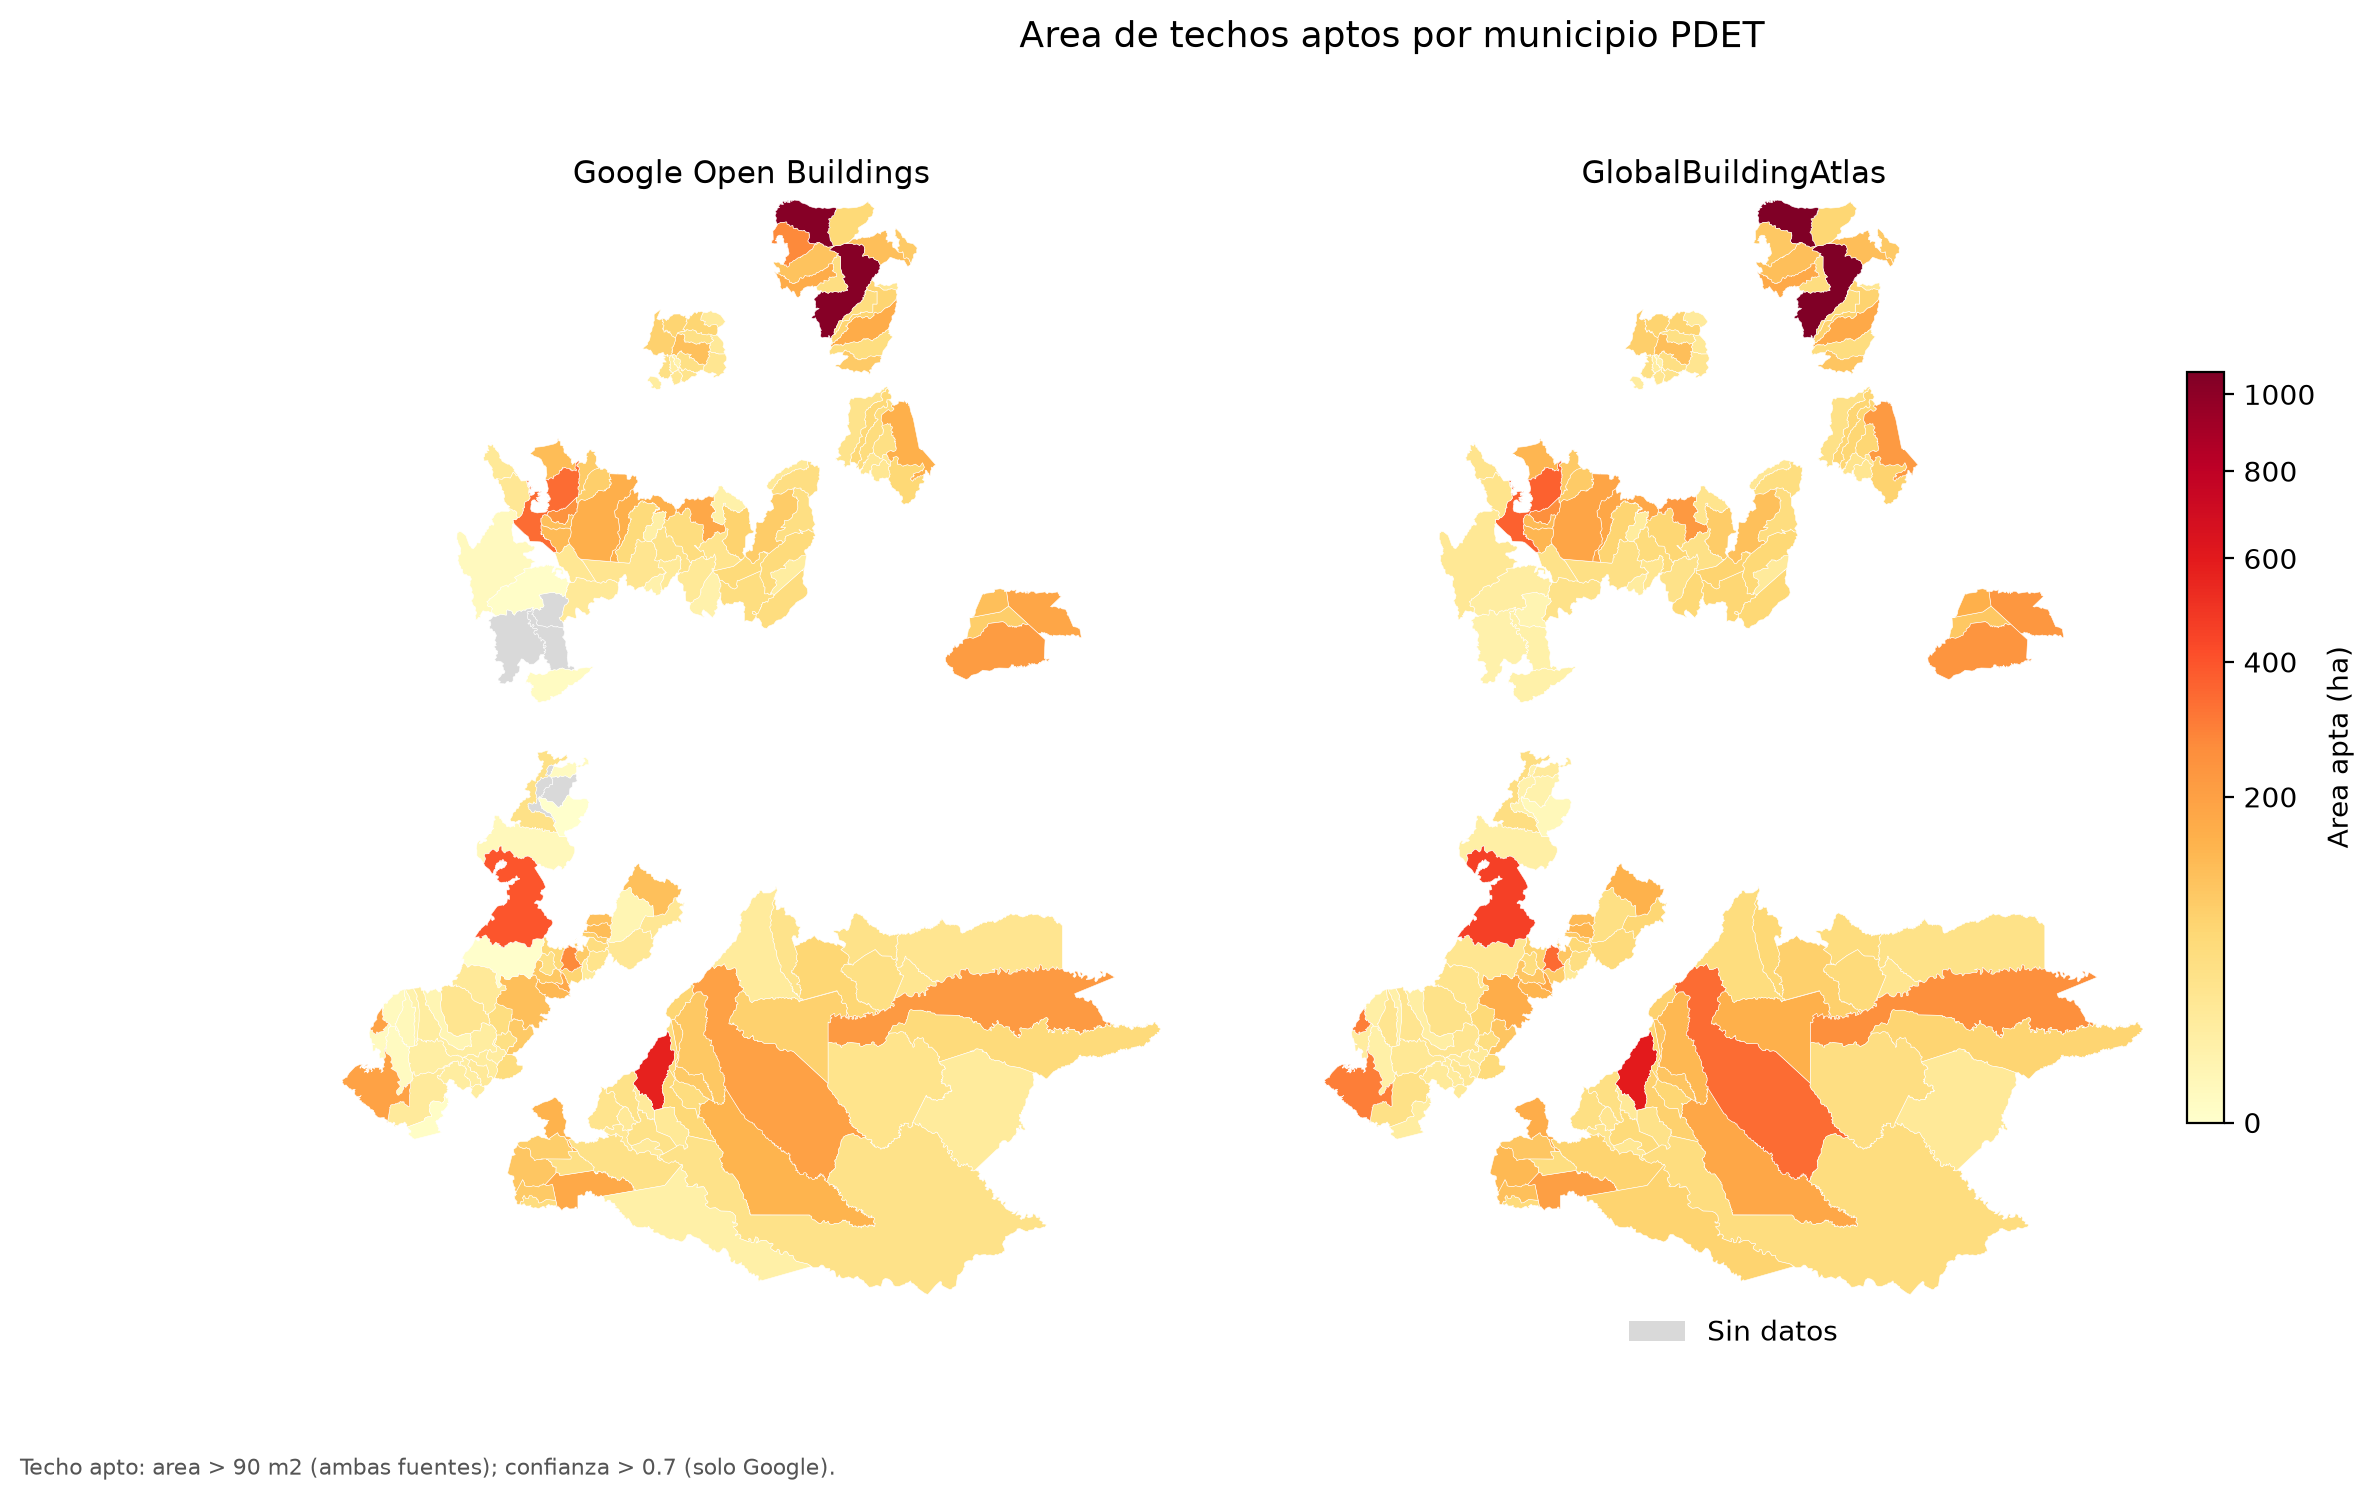 Area de techos aptos por municipio PDET
Google Open Buildings
GlobalBuildingAtlas
1000
800
600
400
200
0
Area apta (ha)
Sin datos
Techo apto: area > 90 m2 (ambas fuentes); confianza > 0.7 (solo Google).